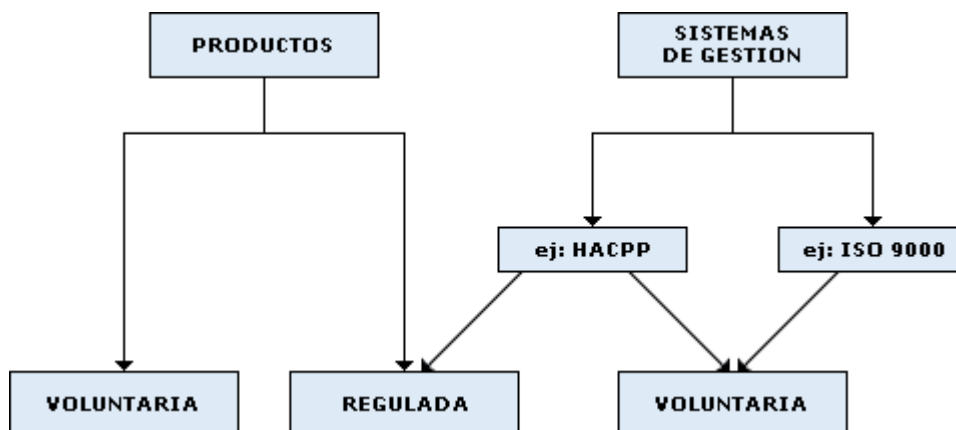 PRODUCTOS
SISTEMAS
DE GESTION
ej: HACPP
ej: ISO 9000
VOLUNTARIA
REGULADA
VOLUNTARIA